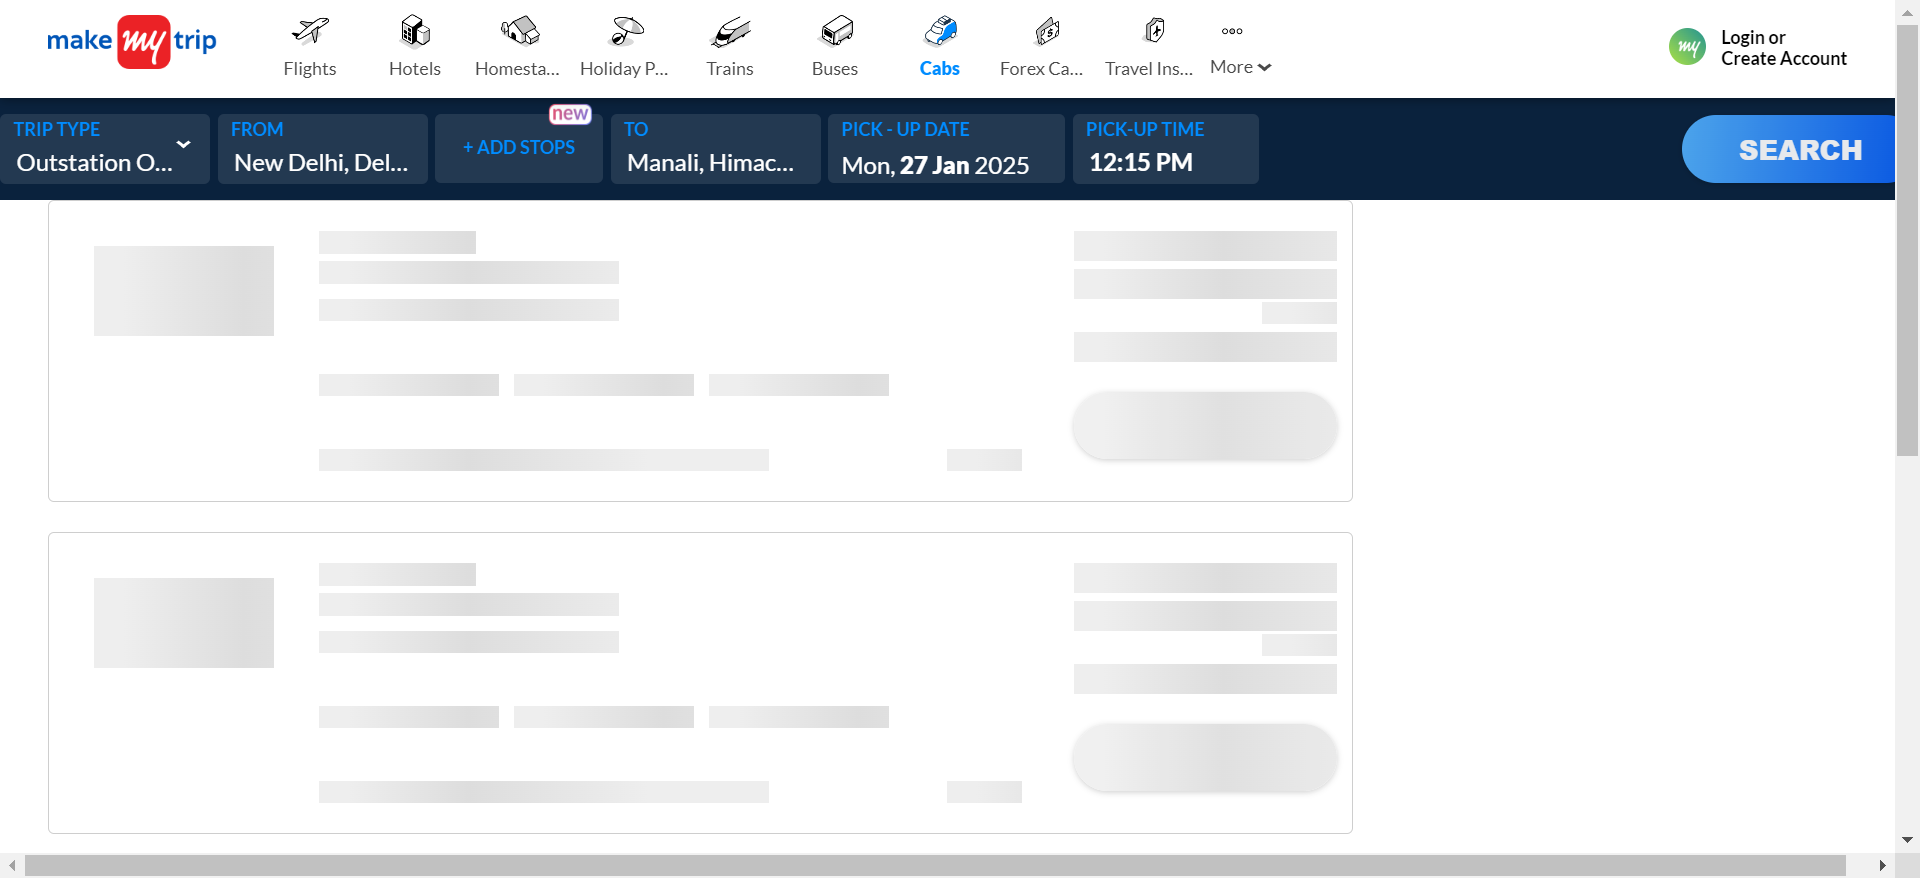 make my trip
Flights
Hotels
Homesta...
Holiday P...
Trains
Buses
Cabs
Forex Ca...
Travel Ins...
More
my
Login or
Create Account
TRIP TYPE
Outstation O...
FROM
New Delhi, Del...
new
+ ADD STOPS
TO
Manali, Himac...
PICK - UP DATE
Mon, 27 Jan 2025
PICK-UP TIME
12:15 PM
SEARCH